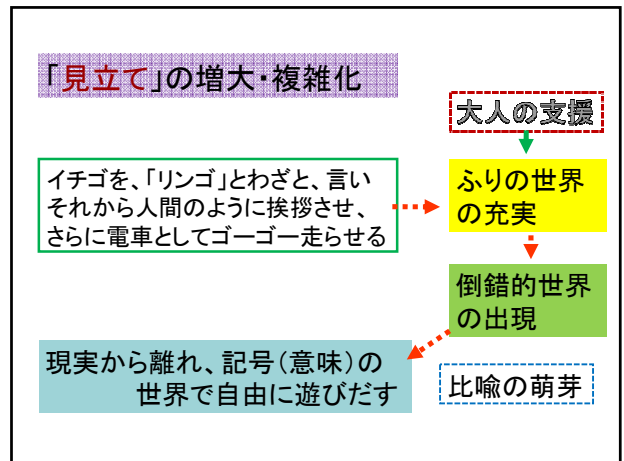 「見立て」の増大・複雑化
大人の支援
イチゴを、「リンゴ」とわざと、言い
それから人間のように挨拶させ、
さらに電車としてゴーゴー走らせる
ふりの世界
の充実
倒錯的世界
の出現
現実から離れ、記号(意味)の
世界で自由に遊びだす
比喩の萌芽